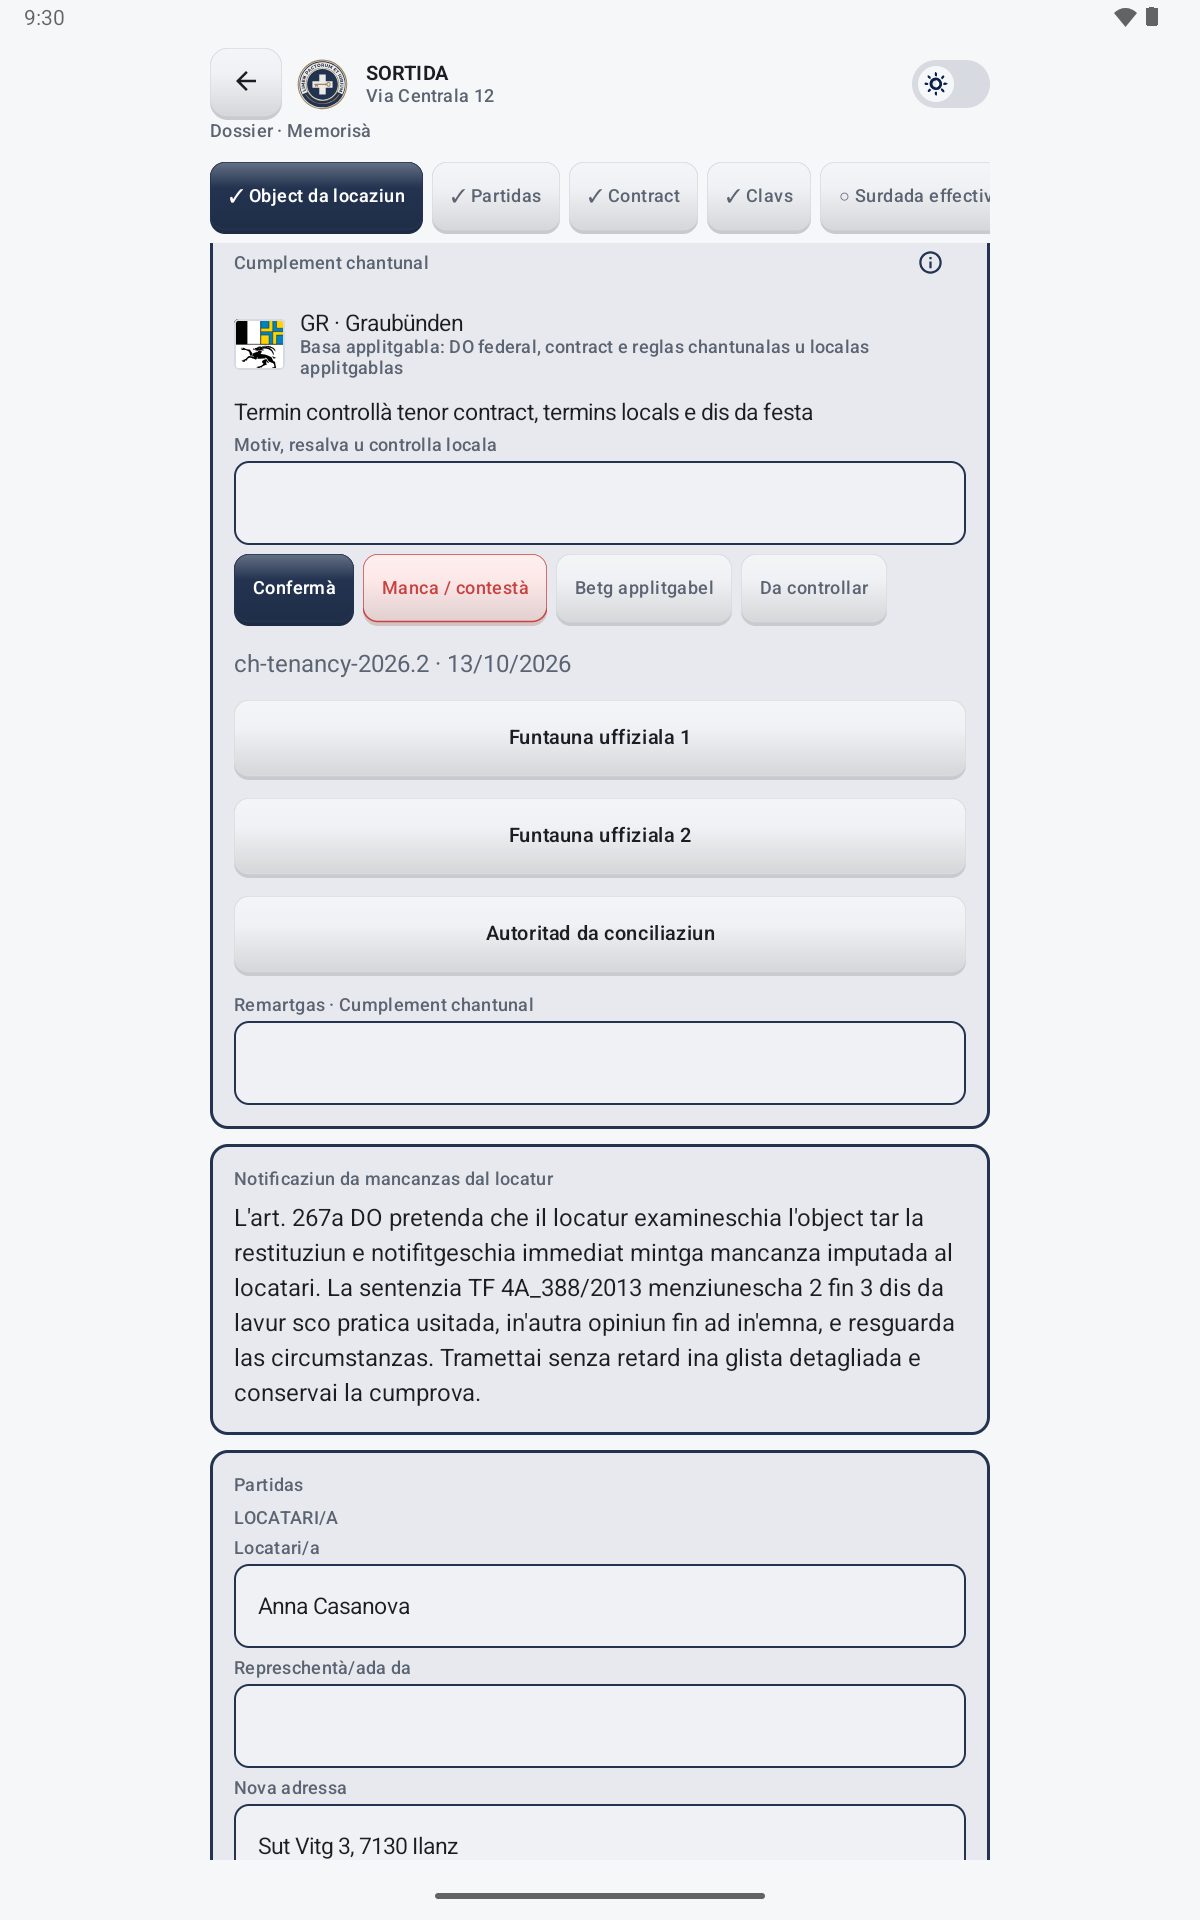 9:30
SORTIDA
Via Centrala 12
Dossier · Memorisà
✓ Object da locaziun
✓ Partidas
✓ Contract
✓ Clavs
○ Surdada effectiv
Cumplement chantunal
GR · Graubünden
Basa applitgabla: DO federal, contract e reglas chantunalas u localas
applitgablas
Termin controllà tenor contract, termins locals e dis da festa
Motiv, resalva u controlla locala
Confermà
Manca / contestà
Betg applitgabel
Da controllar
ch-tenancy-2026.2 · 13/10/2026
Funtauna uffiziala 1
Funtauna uffiziala 2
Autoritad da conciliaziun
Remartgas · Cumplement chantunal
Notificaziun da mancanzas dal locatur
L'art. 267a DO pretenda che il locatur examineschia l'object tar la
restituziun e notifitgeschia immediat mintga mancanza imputada al
locatari. La sentenzia TF 4A_388/2013 menziunescha 2 fin 3 dis da
lavur sco pratica usitada, in'autra opiniun fin ad in'emna, e resguarda
las circumstanzas. Tramettai senza retard ina glista detagliada e
conservai la cumprova.
Partidas
LOCATARI/A
Locatari/a
Anna Casanova
Represchentà/ada da
Nova adressa
Sut Vitg 3, 7130 Ilanz